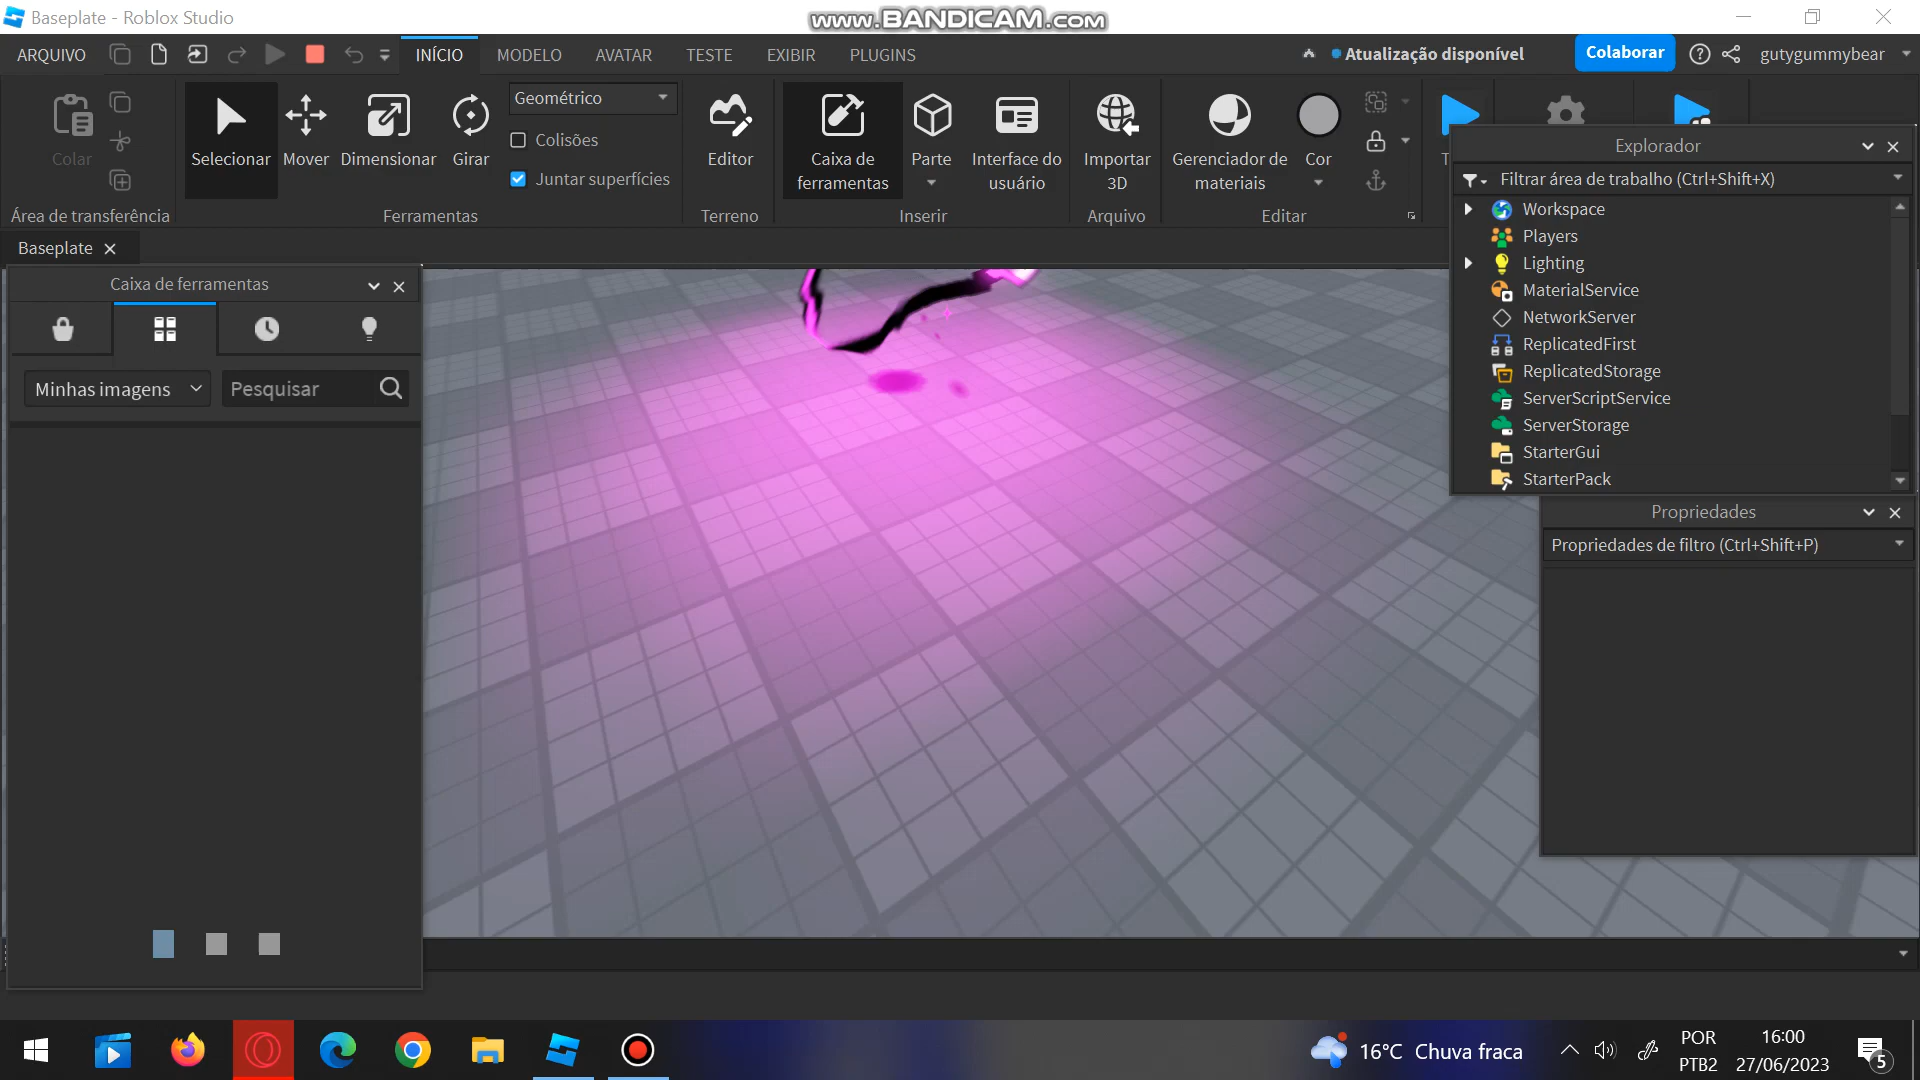 Baseplate - Roblox Studio
www.BANDICAM.com
ARQUIVO
INÍCIO
MODELO
AVATAR
TESTE
EXIBIR
PLUGINS
Atualização disponível
Colaborar
gutygummybear
Colar
Selecionar
Mover
Dimensionar
Girar
Geométrico
Colisões
Juntar superfícies
Editor
Caixa de
ferramentas
Parte
Interface do
usuário
Importar
3D
Gerenciador de
materiais
Cor
Área de transferência
Ferramentas
Terreno
Inserir
Arquivo
Editar
Baseplate
Caixa de ferramentas
Minhas imagens
Pesquisar
Explorador
Filtrar área de trabalho (Ctrl+Shift+X)
Workspace
Players
Lighting
MaterialService
NetworkServer
ReplicatedFirst
ReplicatedStorage
ServerScriptService
ServerStorage
StarterGui
StarterPack
Propriedades
Propriedades de filtro (Ctrl+Shift+P)
16°C Chuva fraca
POR
PTB2
16:00
27/06/2023
5